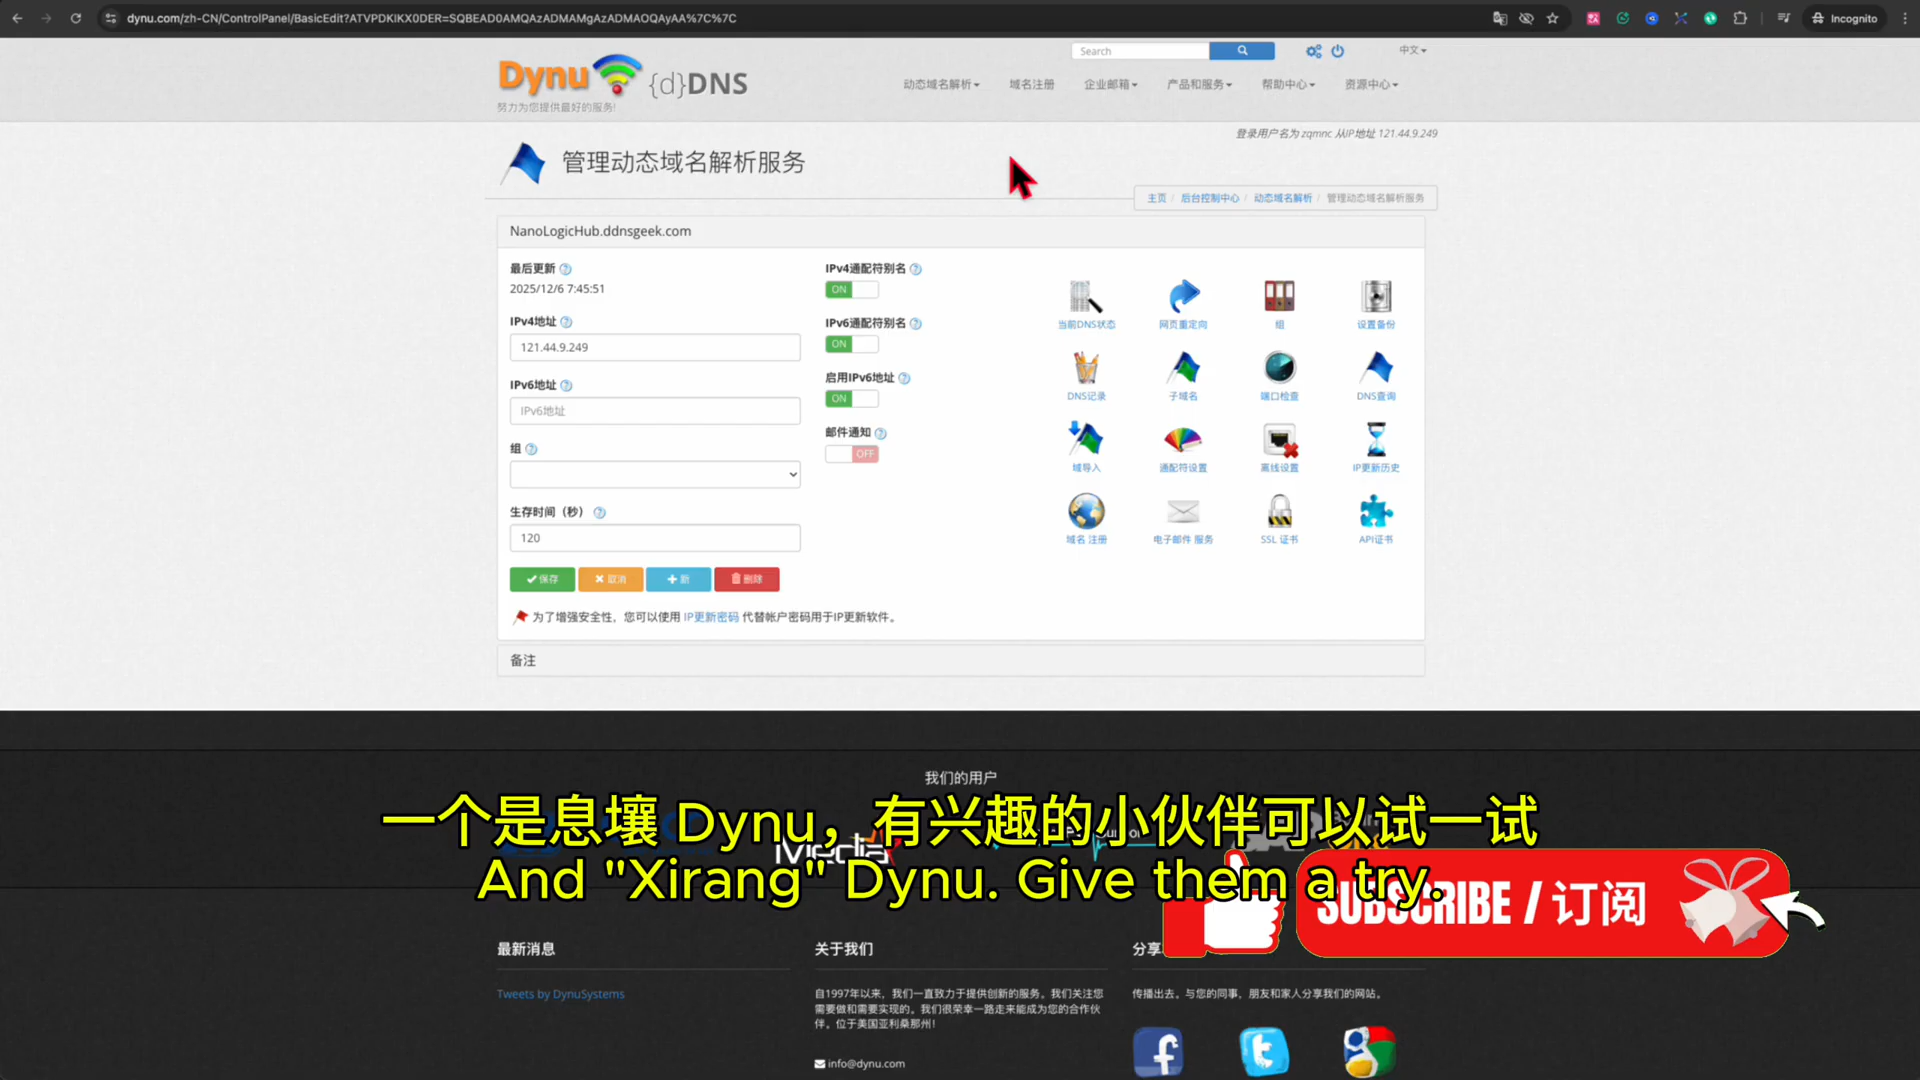 dynu.com/zh-CN/ControlPanel/BasicEdit?ATVPDKIKX0DER=SQBEAD0AMQAzADMAMgAzADMAOQAyAA%7C%7C
Incognito
Dynu {d}DNS
努力为您提供最好的服务!
Search
中文
动态域名解析 域名注册 企业邮箱 产品和服务 帮助中心 资源中心
登录用户名为 zqmnc 从IP地址 121.44.9.249
管理动态域名解析服务
主页 / 后台控制中心 / 动态域名解析 / 管理动态域名解析服务
NanoLogicHub.ddnsgeek.com
最后更新
2025/12/6 7:45:51
IPv4地址
121.44.9.249
IPv6地址
IPv6地址
组
生存时间（秒）
120
IPv4通配符别名
ON
IPv6通配符别名
ON
启用IPv6地址
ON
邮件通知
OFF
当前DNS状态 网页重定向 组 设置备份
DNS记录 子域名 端口检查 DNS查询
域导入 通配符设置 离线设置 IP更新历史
域名 注册 电子邮件 服务 SSL 证书 API证书
保存 取消 新 删除
为了增强安全性，您可以使用 IP更新密码 代替帐户密码用于IP更新软件。
备注
我们的用户
一个是息壤 Dynu，有兴趣的小伙伴可以试一试
And "Xirang" Dynu. Give them a try.
SUBSCRIBE / 订阅
最新消息
Tweets by DynuSystems
关于我们
自1997年以来，我们一直致力于提供创新的服务。我们关注您
需要做和需要实现的。我们很荣幸一路走来能成为您的合作伙
伴。位于美国亚利桑那州！
info@dynu.com
分享
传播出去。与您的同事，朋友和家人分享我们的网站。